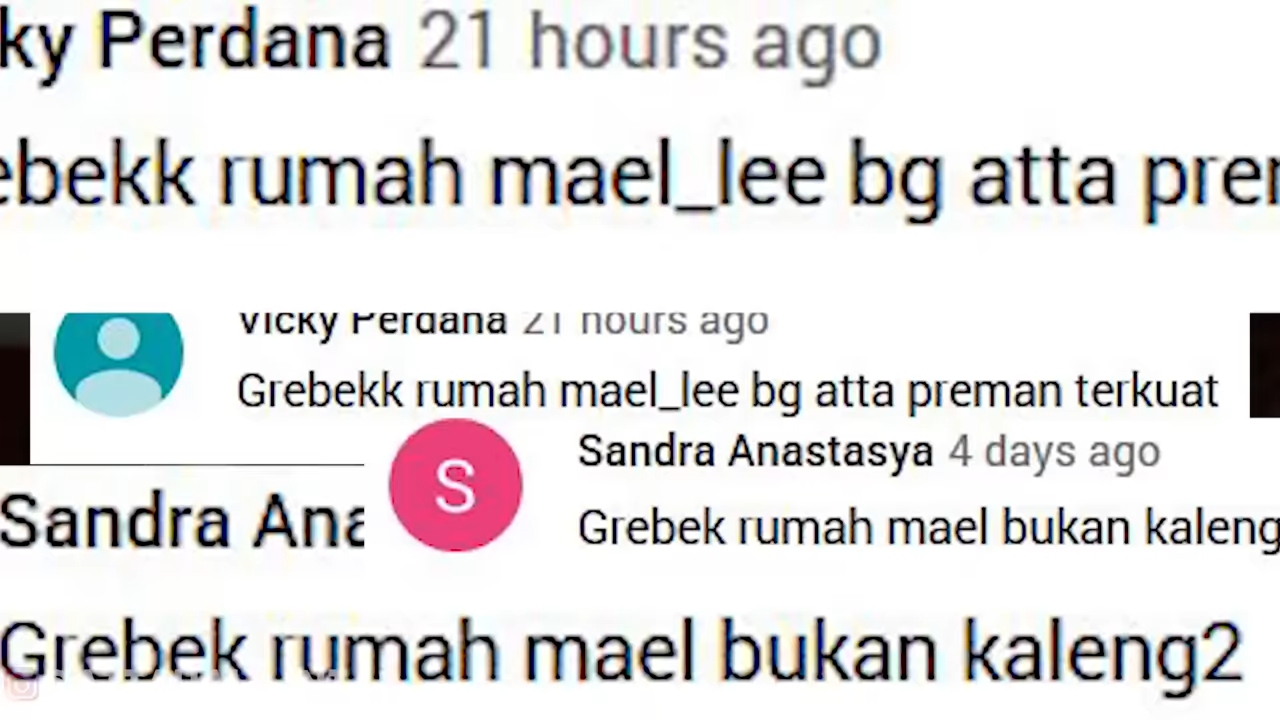 ky Perdana 21 hours ago
ebekk rumah mael_lee bg atta prem
Vicky Perdana 21 hours ago
Grebekk rumah mael_lee bg atta preman terkuat
S
Sandra Anastasya 4 days ago
Grebek rumah mael bukan kaleng
Sandra Ana
Grebek rumah mael bukan kaleng2